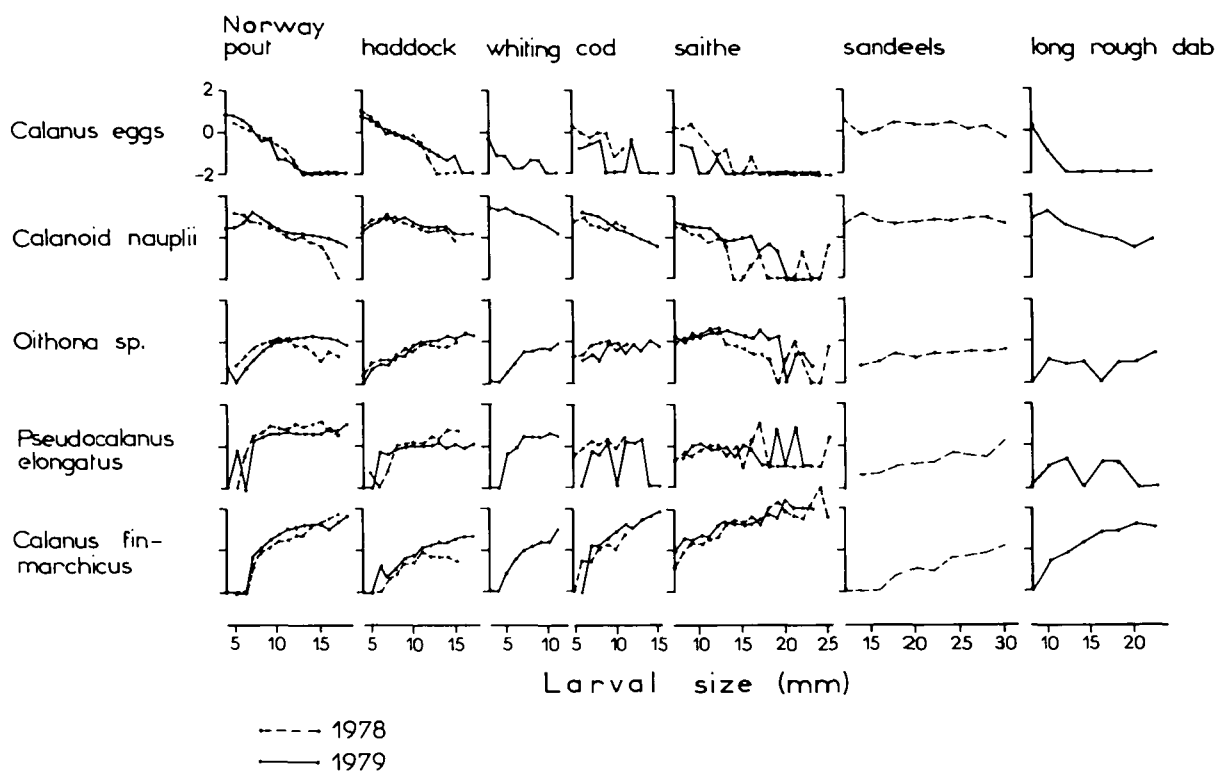 Norway
pout haddock whiting cod saithe sandeels long rough dab
Calanus eggs 2 0 -2
Calanoid nauplii
Oithona sp.
Pseudocalanus
elongatus
Calanus fin-
marchicus
5 10 15 5 10 15 5 10 5 10 15 10 15 20 25 15 20 25 30 10 15 20
Larval size (mm)
1978
1979